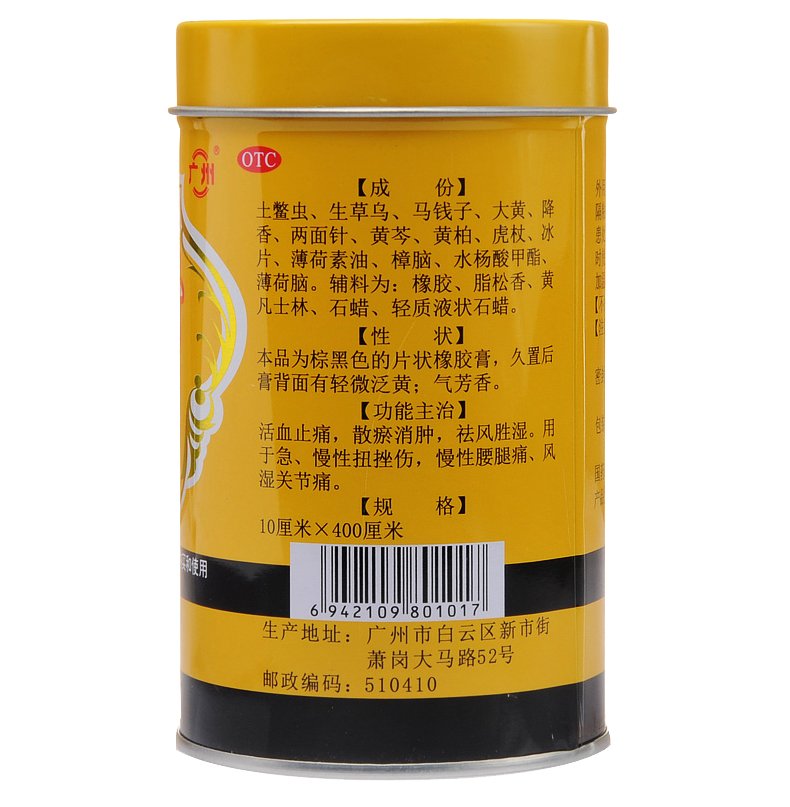 广州®
OTC
【成 份】
土鳖虫、生草乌、马钱子、大黄、降
香、两面针、黄芩、黄柏、虎杖、冰
片、薄荷素油、樟脑、水杨酸甲酯、
薄荷脑。辅料为：橡胶、脂松香、黄
凡士林、石蜡、轻质液状石蜡。
【性 状】
本品为棕黑色的片状橡胶膏，久置后
膏背面有轻微泛黄；气芳香。
【功能主治】
活血止痛，散瘀消肿，祛风胜湿。用
于急、慢性扭挫伤，慢性腰腿痛、风
湿关节痛。
【规 格】
10厘米×400厘米
买和使用
6 942109 801017
生产地址：广州市白云区新市街
萧岗大马路52号
邮政编码：510410